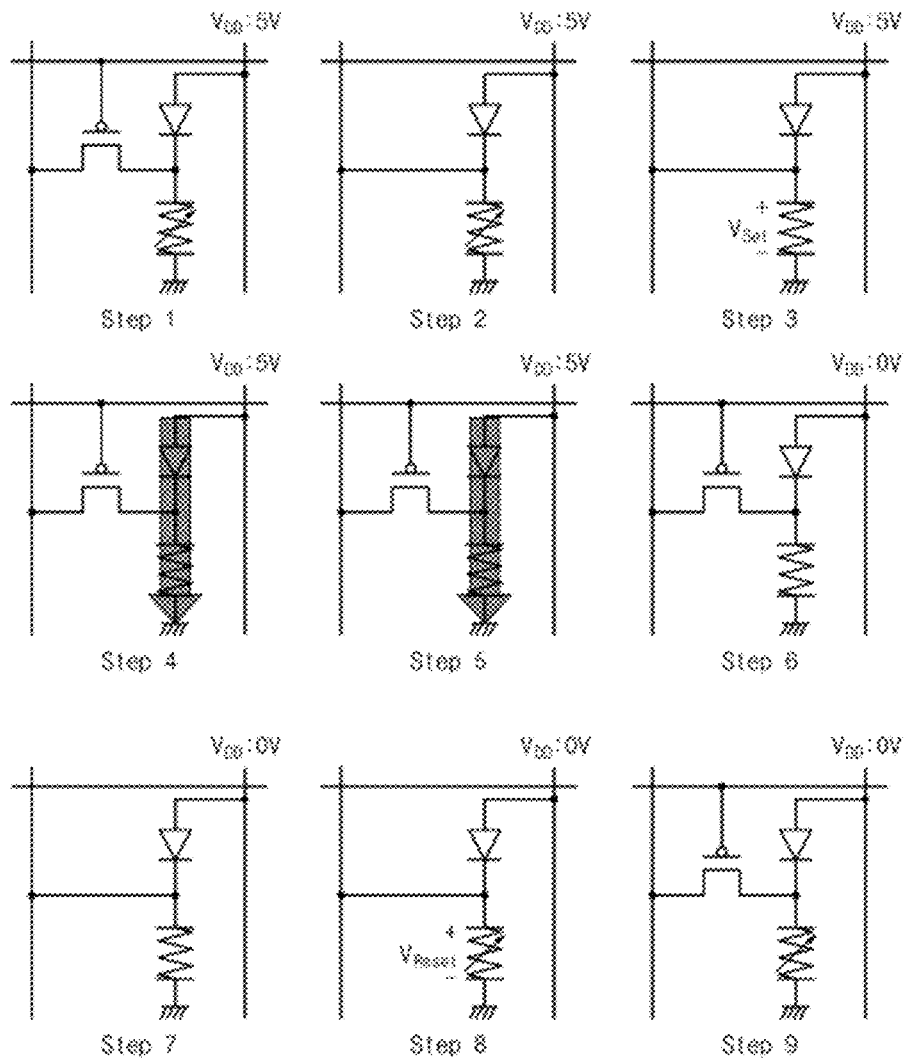 V_DD:5V
V_DD:5V
V_DD:5V
+
V_Set
-
Step 1
Step 2
Step 3
V_DD:5V
V_DD:5V
V_DD:0V
Step 4
Step 5
Step 6
V_DD:0V
V_DD:0V
V_DD:0V
+
V_Reset
-
Step 7
Step 8
Step 9